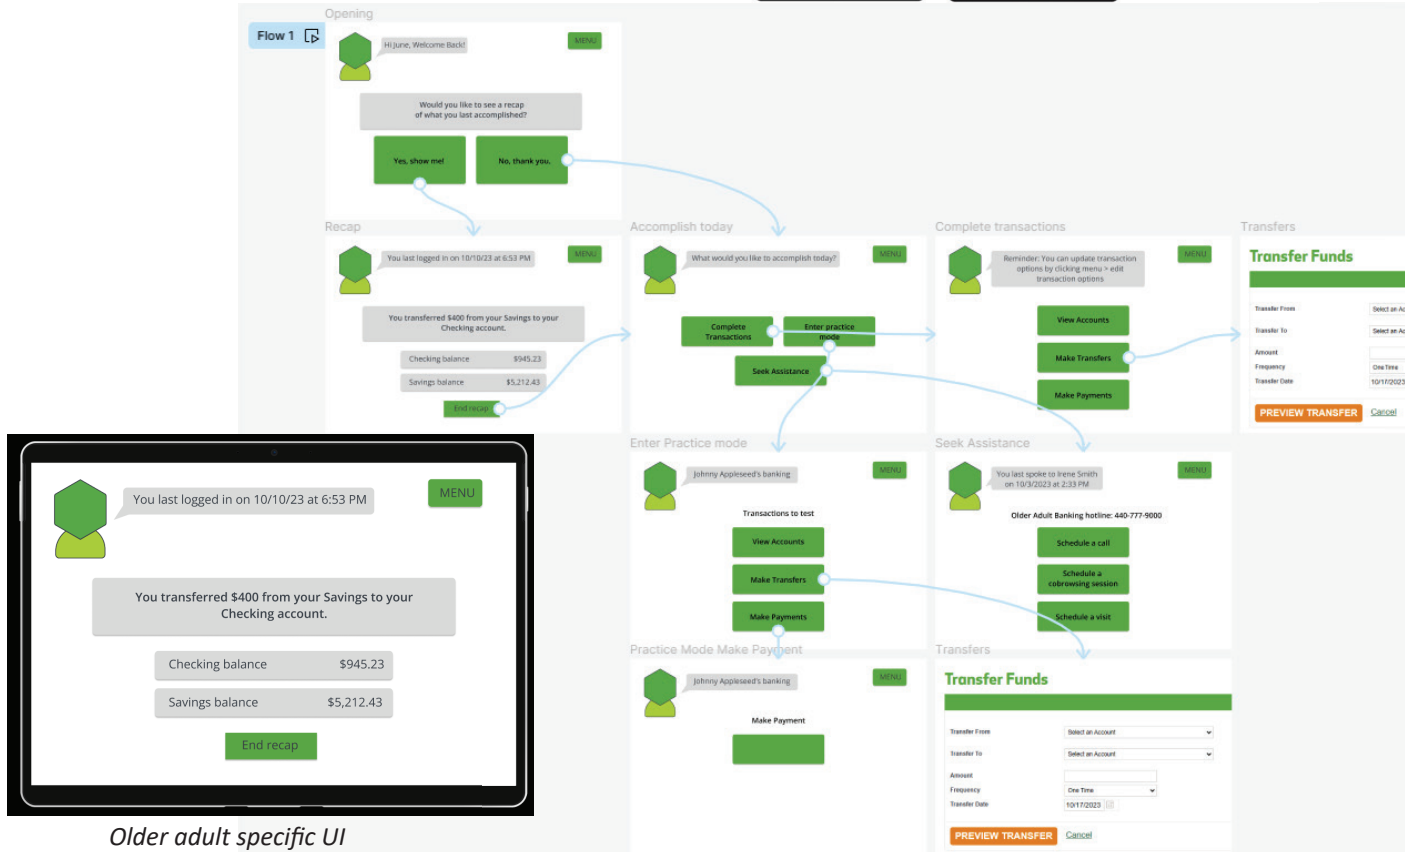 Opening
Flow 1
Hi June, Welcome Back!
MENU
Would you like to see a recap
of what you last accomplished?
Yes, show me!
No, thank you.
Recap
You last logged in on 10/10/23 at 6:53 PM
MENU
You transferred $400 from your Savings to your
Checking account.
Checking balance $945.23
Savings balance $5,212.43
End recap
Accomplish today
What would you like to accomplish today?
MENU
Complete
Transactions
Enter practice
mode
Seek Assistance
Complete transactions
Reminder: You can update transaction
options by clicking menu > edit
transaction options
MENU
View Accounts
Make Transfers
Make Payments
Transfers
Transfer Funds
Transfer From Select an Ac
Transfer To Select an Ac
Amount
Frequency One Time
Transfer Date 10/17/2023
PREVIEW TRANSFER Cancel
Enter Practice mode
Johnny Appleseed's banking
MENU
Transactions to test
View Accounts
Make Transfers
Make Payments
Seek Assistance
You last spoke to Irene Smith
on 10/3/2023 at 2:33 PM
MENU
Older Adult Banking hotline: 440-777-9000
Schedule a call
Schedule a
cobrowsing session
Schedule a visit
Practice Mode Make Payment
Johnny Appleseed's banking
MENU
Make Payment
Transfers
Transfer Funds
Transfer From Select an Account
Transfer To Select an Account
Amount
Frequency One Time
Transfer Date 10/17/2023
PREVIEW TRANSFER Cancel
You last logged in on 10/10/23 at 6:53 PM
MENU
You transferred $400 from your Savings to your
Checking account.
Checking balance $945.23
Savings balance $5,212.43
End recap
Older adult specific UI